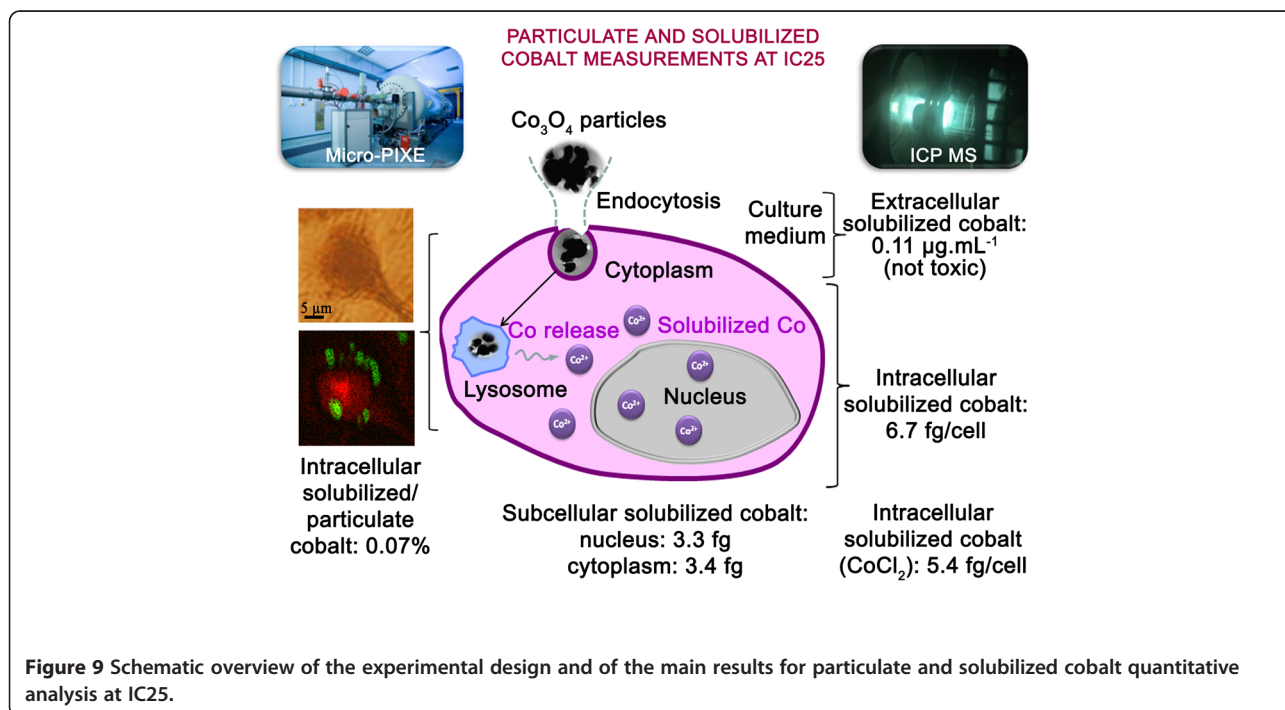 PARTICULATE AND SOLUBILIZED
COBALT MEASUREMENTS AT IC25
Micro-PIXE
ICP MS
Co₃O₄ particles
Endocytosis
Culture
medium
Extracellular
solubilized cobalt:
0.11 µg.mL⁻¹
(not toxic)
5 µm
Cytoplasm
Co release
Solubilized Co
Co²⁺
Co²⁺
Co²⁺
Co²⁺
Co²⁺
Co²⁺
Lysosome
Nucleus
Intracellular
solubilized cobalt:
6.7 fg/cell
Intracellular
solubilized/
particulate
cobalt: 0.07%
Subcellular solubilized cobalt:
nucleus: 3.3 fg
cytoplasm: 3.4 fg
Intracellular
solubilized cobalt
(CoCl₂): 5.4 fg/cell
Figure 9 Schematic overview of the experimental design and of the main results for particulate and solubilized cobalt quantitative
analysis at IC25.